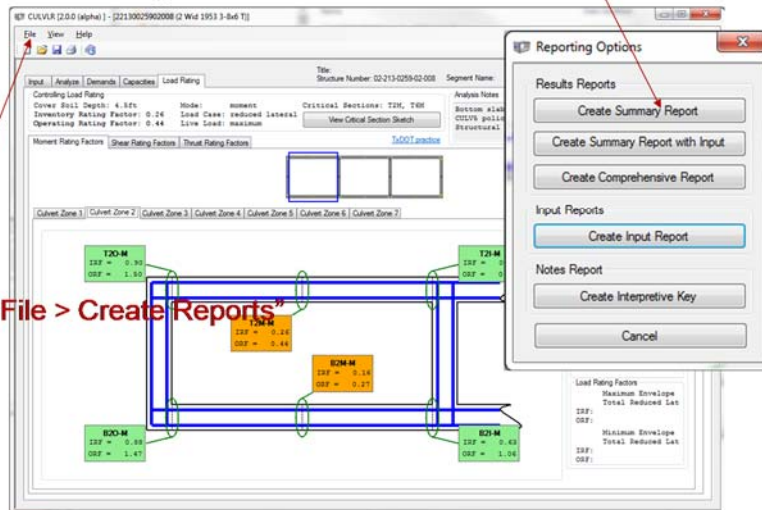 CULVLR [2.0.0 (alpha) ] - [22130025902008 (2 Wid 1953 3-8x6 T)]
File View Help
Input Analyze Demands Capacities Load Rating
Title:
Structure Number: 02-213-0259-02-008 Segment Name:
Controlling Load Rating
Cover Soil Depth: 4.5ft Mode: moment Critical Sections: T2M, T6M
Inventory Rating Factor: 0.26 Load Case: reduced lateral
Operating Rating Factor: 0.44 Live Load: maximum
View Critical Section Sketch
Analysis Notes
Bottom slab
CULV5 polic
Structural
Moment Rating Factors Shear Rating Factors Thrust Rating Factors
TxDOT practice
Culvert Zone 1 Culvert Zone 2 Culvert Zone 3 Culvert Zone 4 Culvert Zone 5 Culvert Zone 6 Culvert Zone 7
T2O-M
IRF = 0.90
ORF = 1.50
T2I-M
IRF = 0
ORF = 0
File > Create Reports”
T2M-M
IRF = 0.26
ORF = 0.44
B2M-M
IRF = 0.16
ORF = 0.27
B2O-M
IRF = 0.88
ORF = 1.47
B2I-M
IRF = 0.63
ORF = 1.06
Load Rating Factors
Maximum Envelope
Total Reduced Lat
IRF:
ORF:
Minimum Envelope
Total Reduced Lat
IRF:
ORF:
Reporting Options
Results Reports
Create Summary Report
Create Summary Report with Input
Create Comprehensive Report
Input Reports
Create Input Report
Notes Report
Create Interpretive Key
Cancel